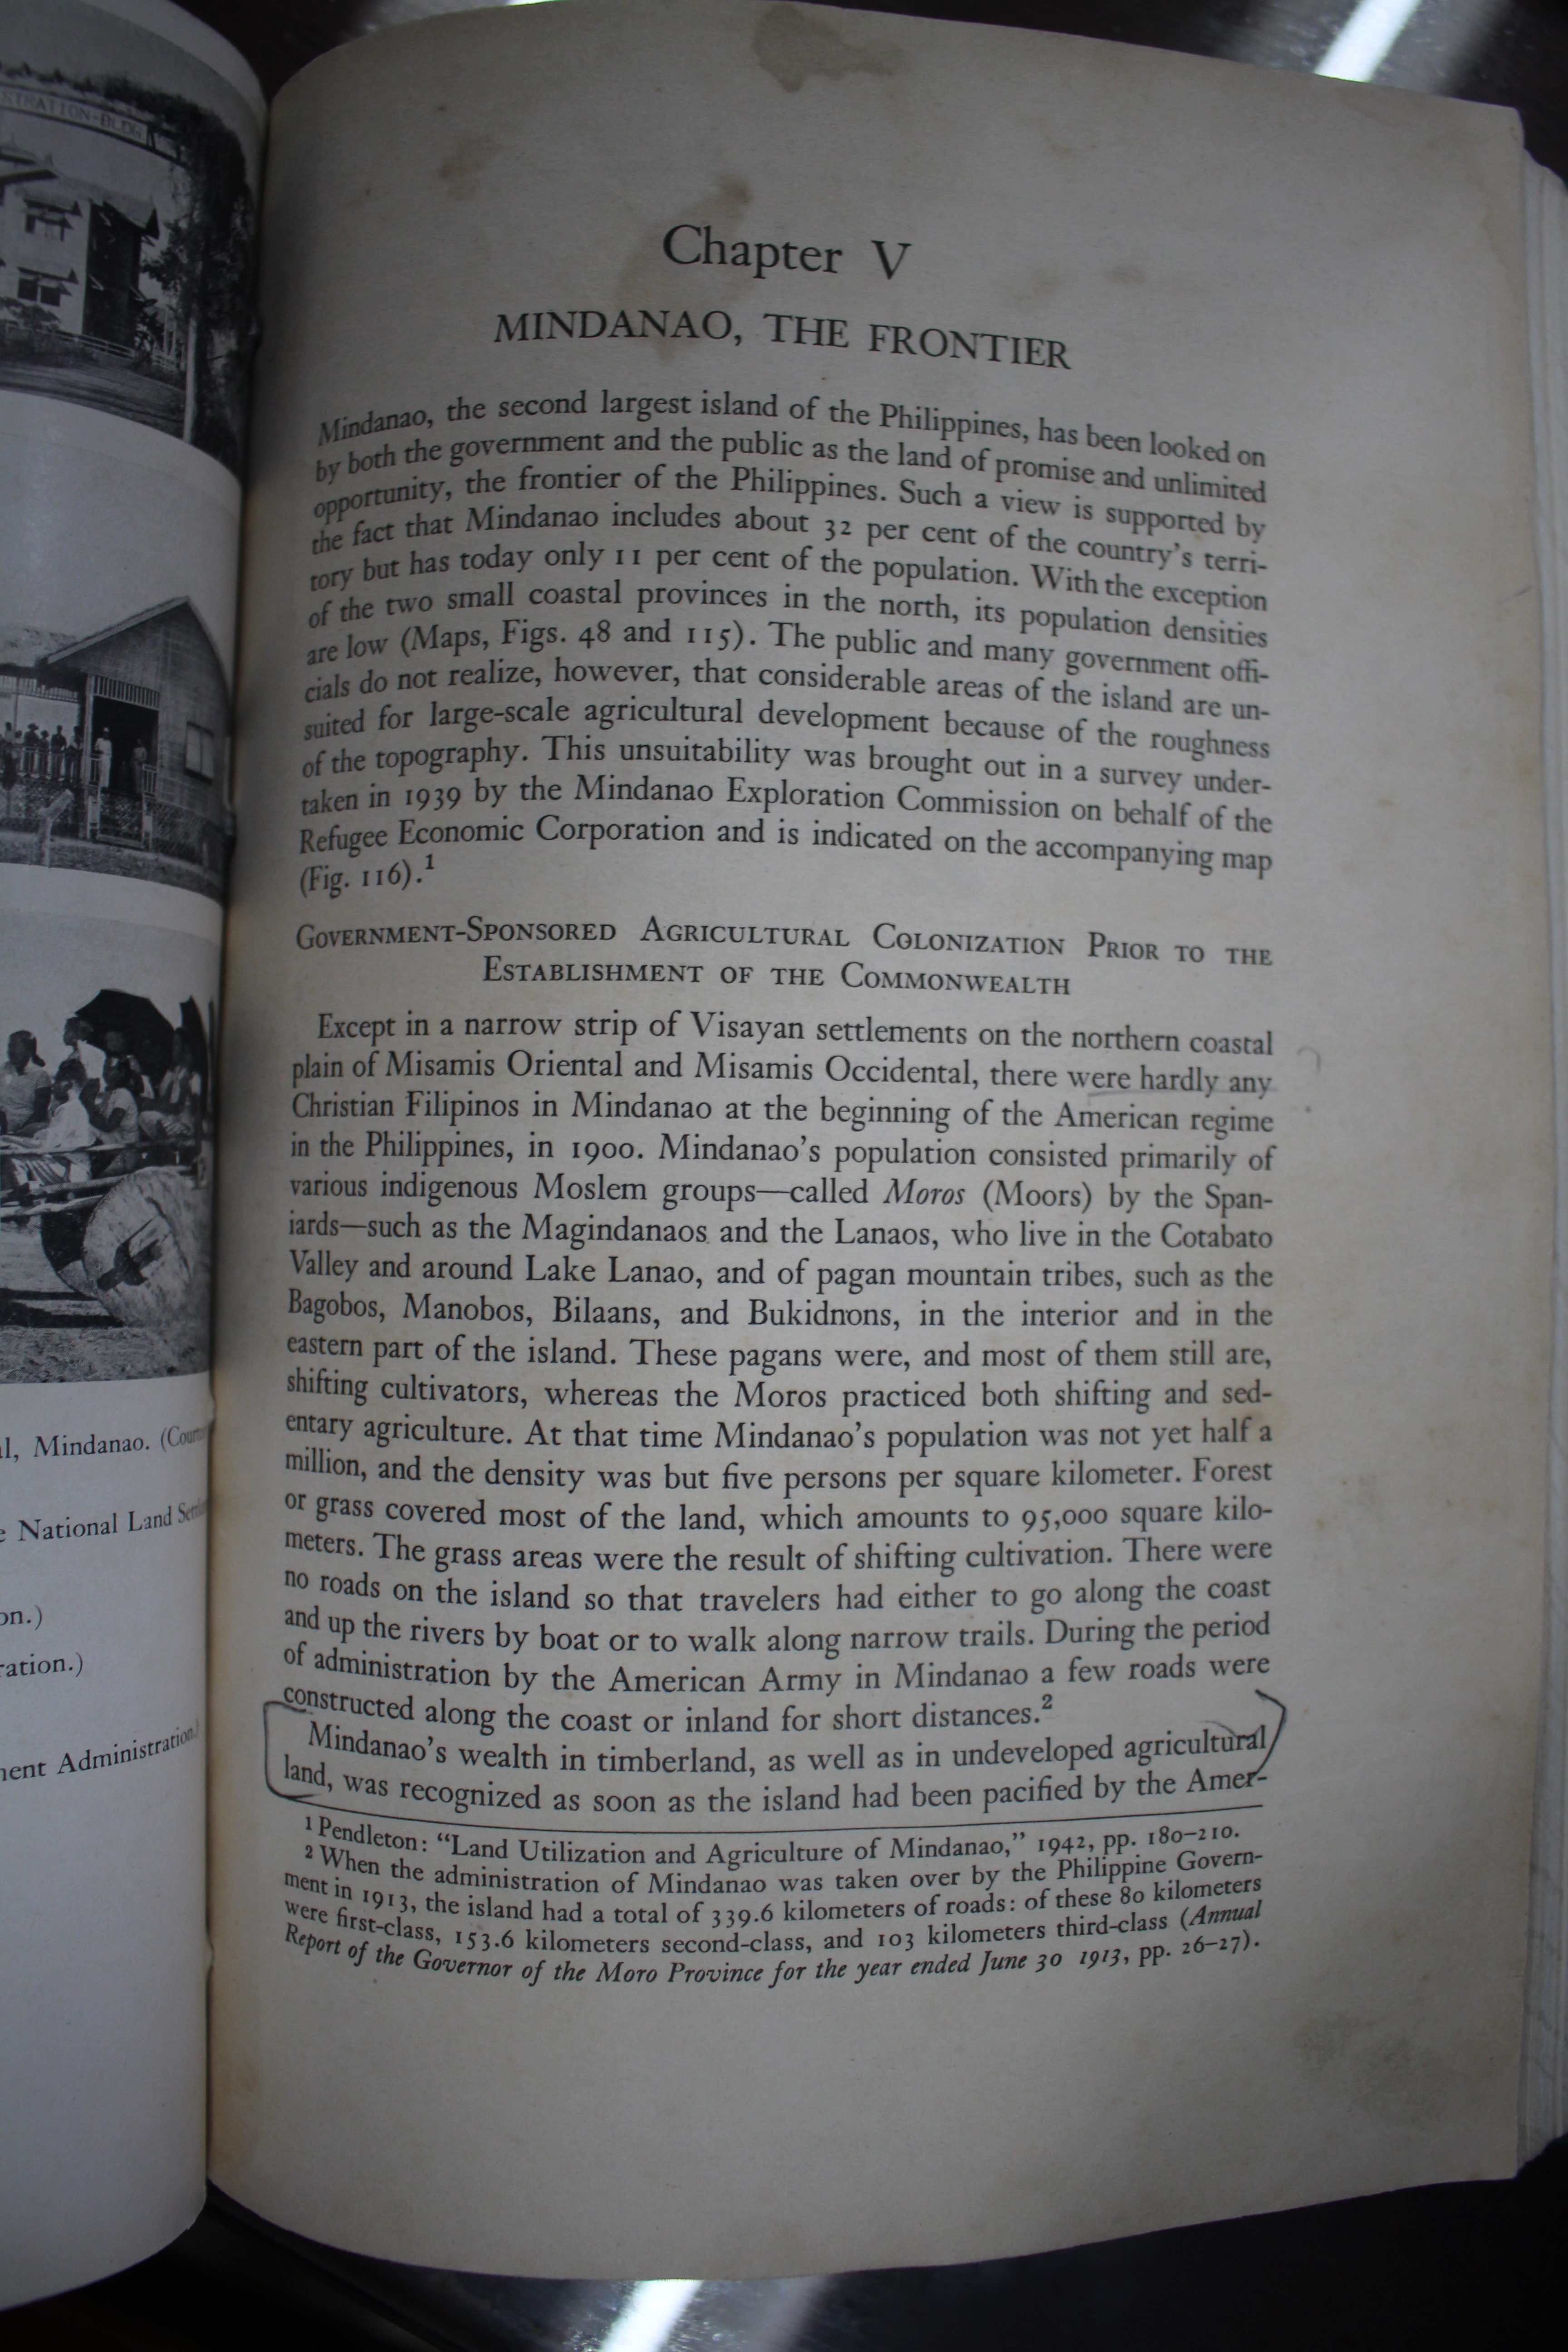 STRATION-BLDG
Mindanao. (Court
National Land Settle
on.)
ration.)
ment Administration.)
Chapter V
MINDANAO, THE FRONTIER
Mindanao, the second largest island of the Philippines, has been looked on
by both the government and the public as the land of promise and unlimited
opportunity, the frontier of the Philippines. Such a view is supported by
the fact that Mindanao includes about 32 per cent of the country's terri-
tory but has today only 11 per cent of the population. With the exception
of the two small coastal provinces in the north, its population densities
are low (Maps, Figs. 48 and 115). The public and many government offi-
cials do not realize, however, that considerable areas of the island are un-
suited for large-scale agricultural development because of the roughness
of the topography. This unsuitability was brought out in a survey under-
taken in 1939 by the Mindanao Exploration Commission on behalf of the
Refugee Economic Corporation and is indicated on the accompanying map
(Fig. 116).¹
GOVERNMENT-SPONSORED AGRICULTURAL COLONIZATION PRIOR TO THE
ESTABLISHMENT OF THE COMMONWEALTH
Except in a narrow strip of Visayan settlements on the northern coastal
plain of Misamis Oriental and Misamis Occidental, there were hardly any
Christian Filipinos in Mindanao at the beginning of the American regime
in the Philippines, in 1900. Mindanao's population consisted primarily of
various indigenous Moslem groups—called Moros (Moors) by the Span-
iards—such as the Magindanaos and the Lanaos, who live in the Cotabato
Valley and around Lake Lanao, and of pagan mountain tribes, such as the
Bagobos, Manobos, Bilaans, and Bukidnons, in the interior and in the
eastern part of the island. These pagans were, and most of them still are,
shifting cultivators, whereas the Moros practiced both shifting and sed-
entary agriculture. At that time Mindanao's population was not yet half a
million, and the density was but five persons per square kilometer. Forest
or grass covered most of the land, which amounts to 95,000 square kilo-
meters. The grass areas were the result of shifting cultivation. There were
no roads on the island so that travelers had either to go along the coast
and up the rivers by boat or to walk along narrow trails. During the period
of administration by the American Army in Mindanao a few roads were
constructed along the coast or inland for short distances.²
Mindanao's wealth in timberland, as well as in undeveloped agricultural
land, was recognized as soon as the island had been pacified by the Amer-
¹ Pendleton: "Land Utilization and Agriculture of Mindanao," 1942, pp. 180–210.
² When the administration of Mindanao was taken over by the Philippine Govern-
ment in 1913, the island had a total of 339.6 kilometers of roads: of these 80 kilometers
were first-class, 153.6 kilometers second-class, and 103 kilometers third-class (Annual
Report of the Governor of the Moro Province for the year ended June 30 1913, pp. 26–27).